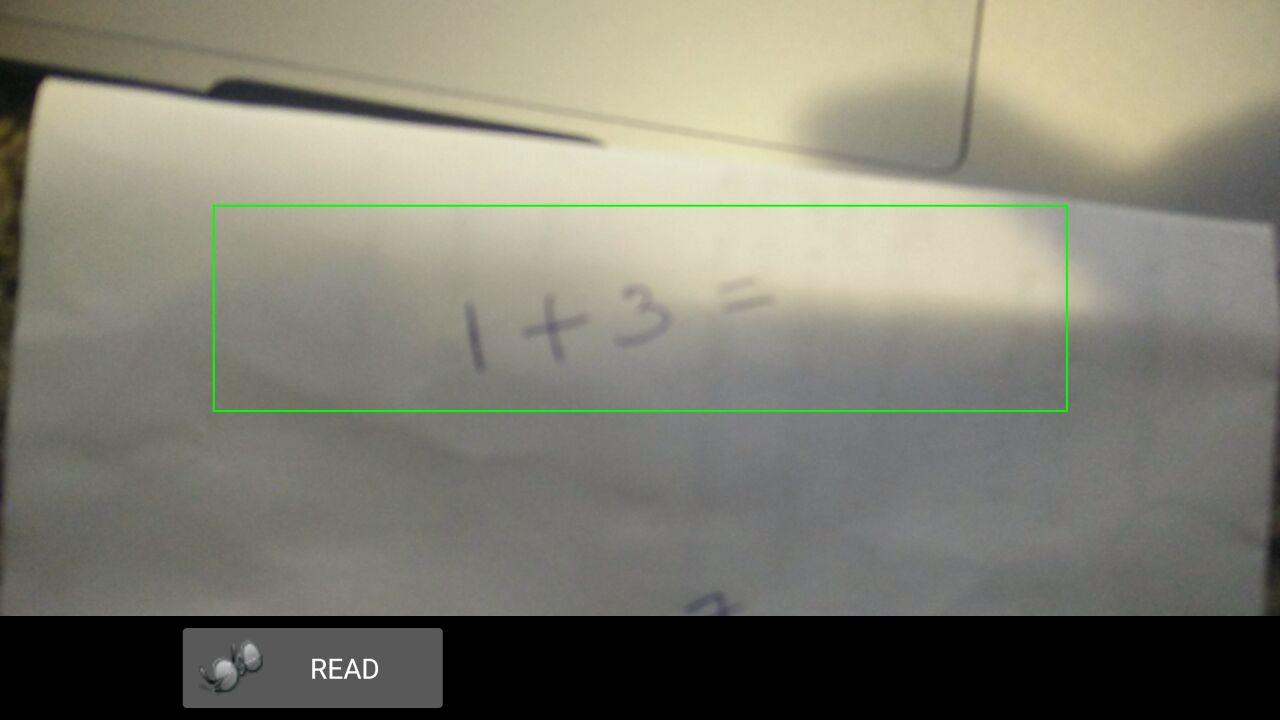 1 + 3 =
READ